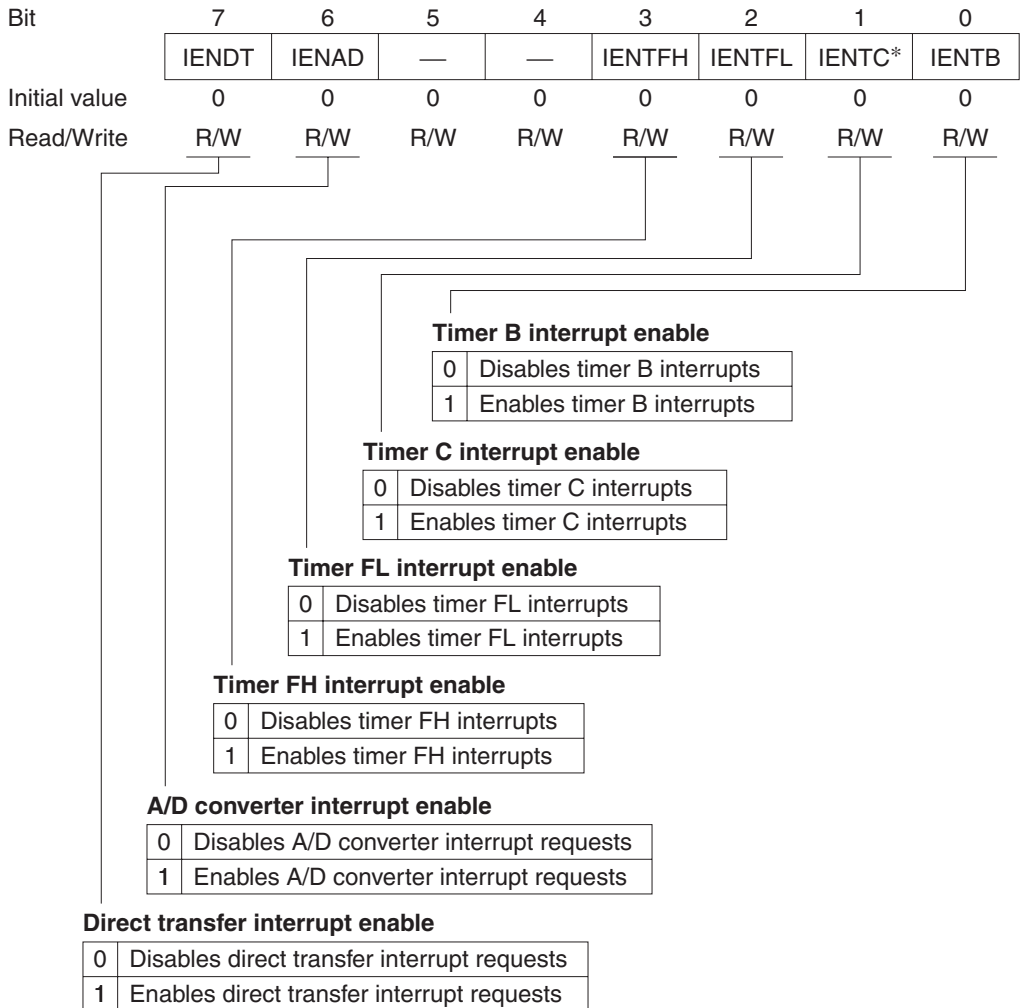 Bit 7 6 5 4 3 2 1 0
IENDT IENAD — — IENTFH IENTFL IENTC* IENTB
Initial value 0 0 0 0 0 0 0 0
Read/Write R/W R/W R/W R/W R/W R/W R/W R/W
Timer B interrupt enable
0 Disables timer B interrupts
1 Enables timer B interrupts
Timer C interrupt enable
0 Disables timer C interrupts
1 Enables timer C interrupts
Timer FL interrupt enable
0 Disables timer FL interrupts
1 Enables timer FL interrupts
Timer FH interrupt enable
0 Disables timer FH interrupts
1 Enables timer FH interrupts
A/D converter interrupt enable
0 Disables A/D converter interrupt requests
1 Enables A/D converter interrupt requests
Direct transfer interrupt enable
0 Disables direct transfer interrupt requests
1 Enables direct transfer interrupt requests